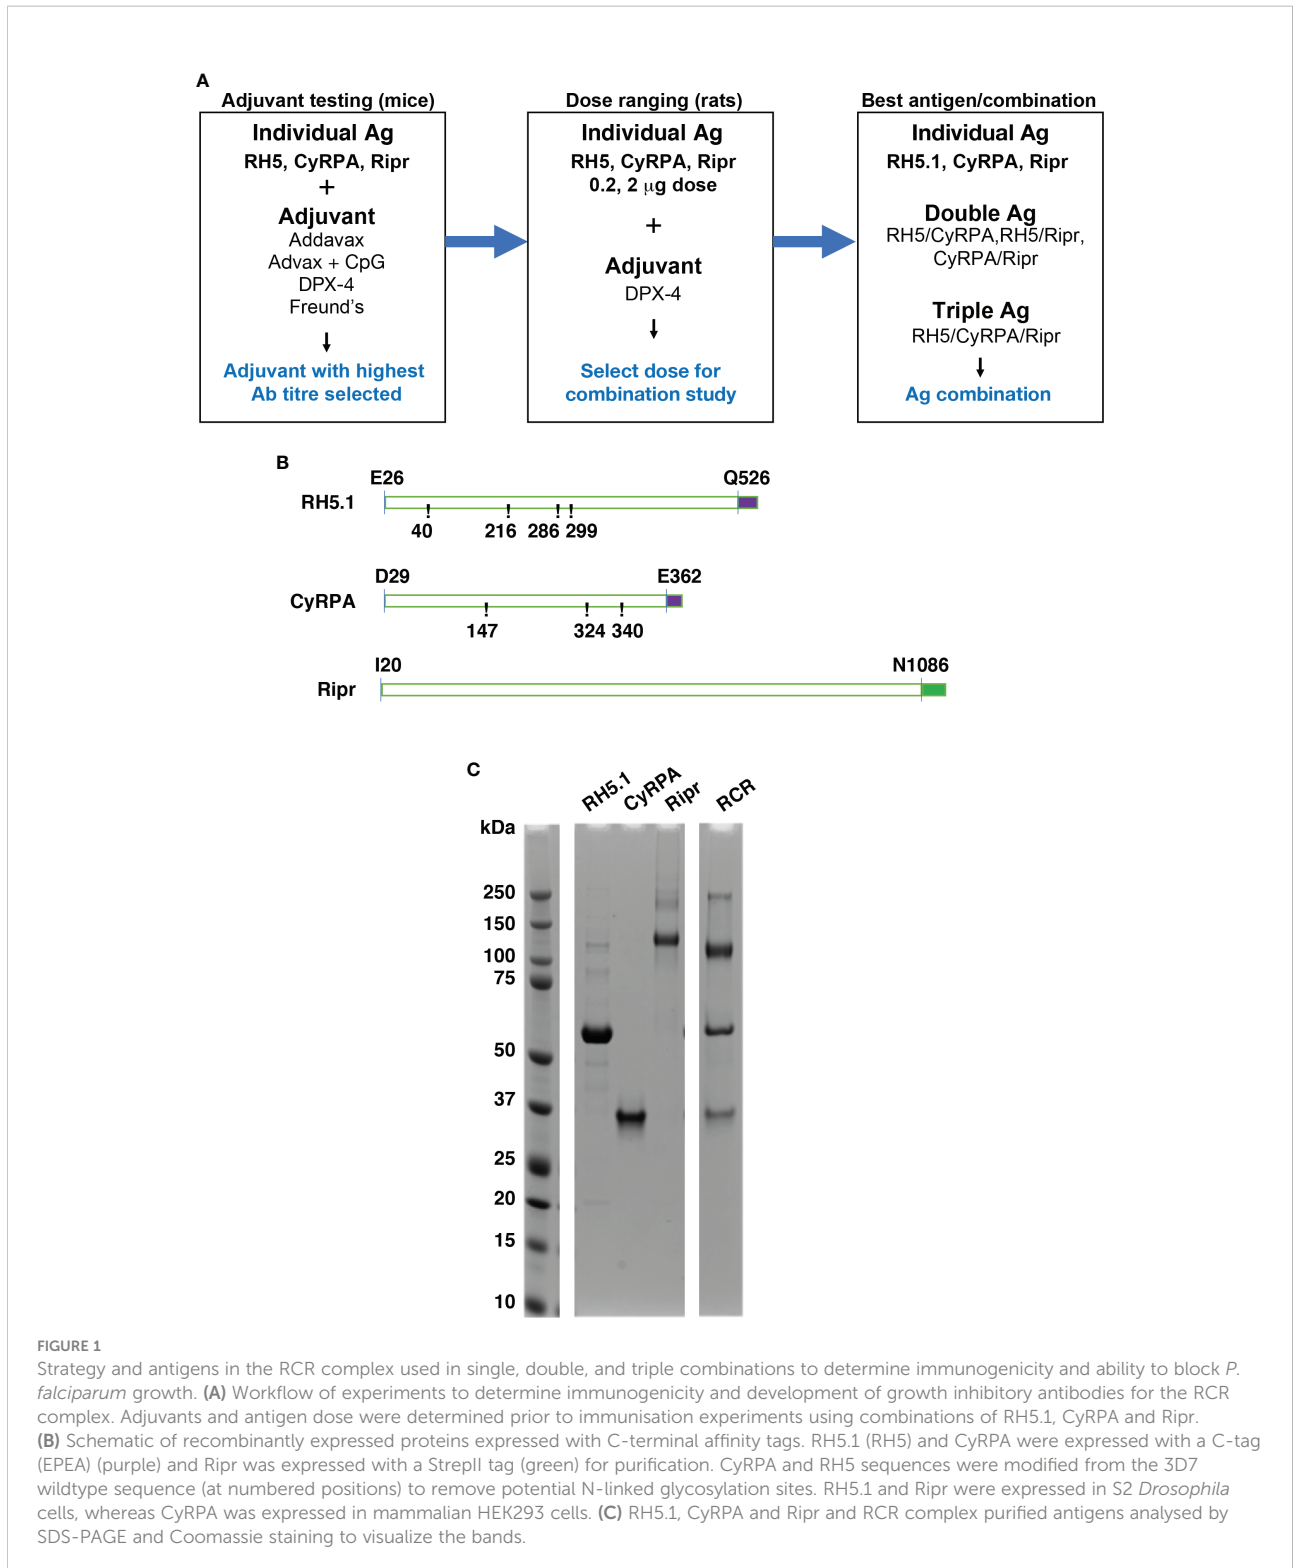 A
Adjuvant testing (mice)
Individual Ag
RH5, CyRPA, Ripr
+
Adjuvant
Addavax
Advax + CpG
DPX-4
Freund's
Adjuvant with highest
Ab titre selected
Dose ranging (rats)
Individual Ag
RH5, CyRPA, Ripr
0.2, 2 μg dose
+
Adjuvant
DPX-4
Select dose for
combination study
Best antigen/combination
Individual Ag
RH5.1, CyRPA, Ripr
Double Ag
RH5/CyRPA,RH5/Ripr,
CyRPA/Ripr
Triple Ag
RH5/CyRPA/Ripr
Ag combination
B
E26 Q526
RH5.1
40 216 286 299
D29 E362
CyRPA
147 324 340
I20 N1086
Ripr
C
RH5.1 CyRPA Ripr RCR
kDa
250
150
100
75
50
37
25
20
15
10
FIGURE 1
Strategy and antigens in the RCR complex used in single, double, and triple combinations to determine immunogenicity and ability to block P.
falciparum growth. (A) Workflow of experiments to determine immunogenicity and development of growth inhibitory antibodies for the RCR
complex. Adjuvants and antigen dose were determined prior to immunisation experiments using combinations of RH5.1, CyRPA and Ripr.
(B) Schematic of recombinantly expressed proteins expressed with C-terminal affinity tags. RH5.1 (RH5) and CyRPA were expressed with a C-tag
(EPEA) (purple) and Ripr was expressed with a StrepII tag (green) for purification. CyRPA and RH5 sequences were modified from the 3D7
wildtype sequence (at numbered positions) to remove potential N-linked glycosylation sites. RH5.1 and Ripr were expressed in S2 Drosophila
cells, whereas CyRPA was expressed in mammalian HEK293 cells. (C) RH5.1, CyRPA and Ripr and RCR complex purified antigens analysed by
SDS-PAGE and Coomassie staining to visualize the bands.